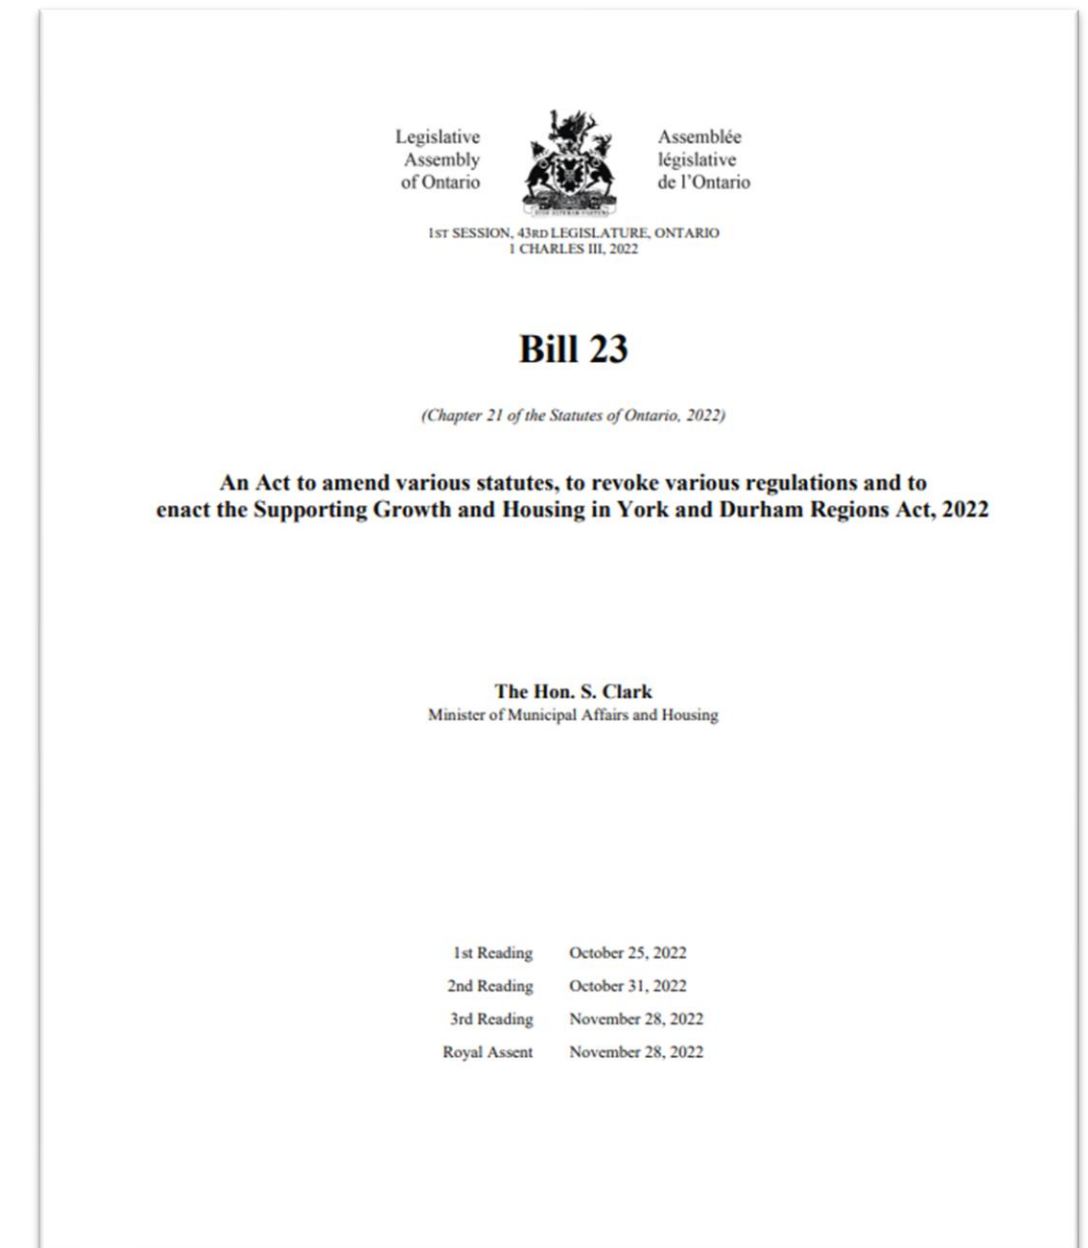 Legislative
Assembly
of Ontario
Assemblée
législative
de l'Ontario
1ST SESSION, 43RD LEGISLATURE, ONTARIO
1 CHARLES III, 2022
Bill 23
(Chapter 21 of the Statutes of Ontario, 2022)
An Act to amend various statutes, to revoke various regulations and to
enact the Supporting Growth and Housing in York and Durham Regions Act, 2022
The Hon. S. Clark
Minister of Municipal Affairs and Housing
1st Reading October 25, 2022
2nd Reading October 31, 2022
3rd Reading November 28, 2022
Royal Assent November 28, 2022